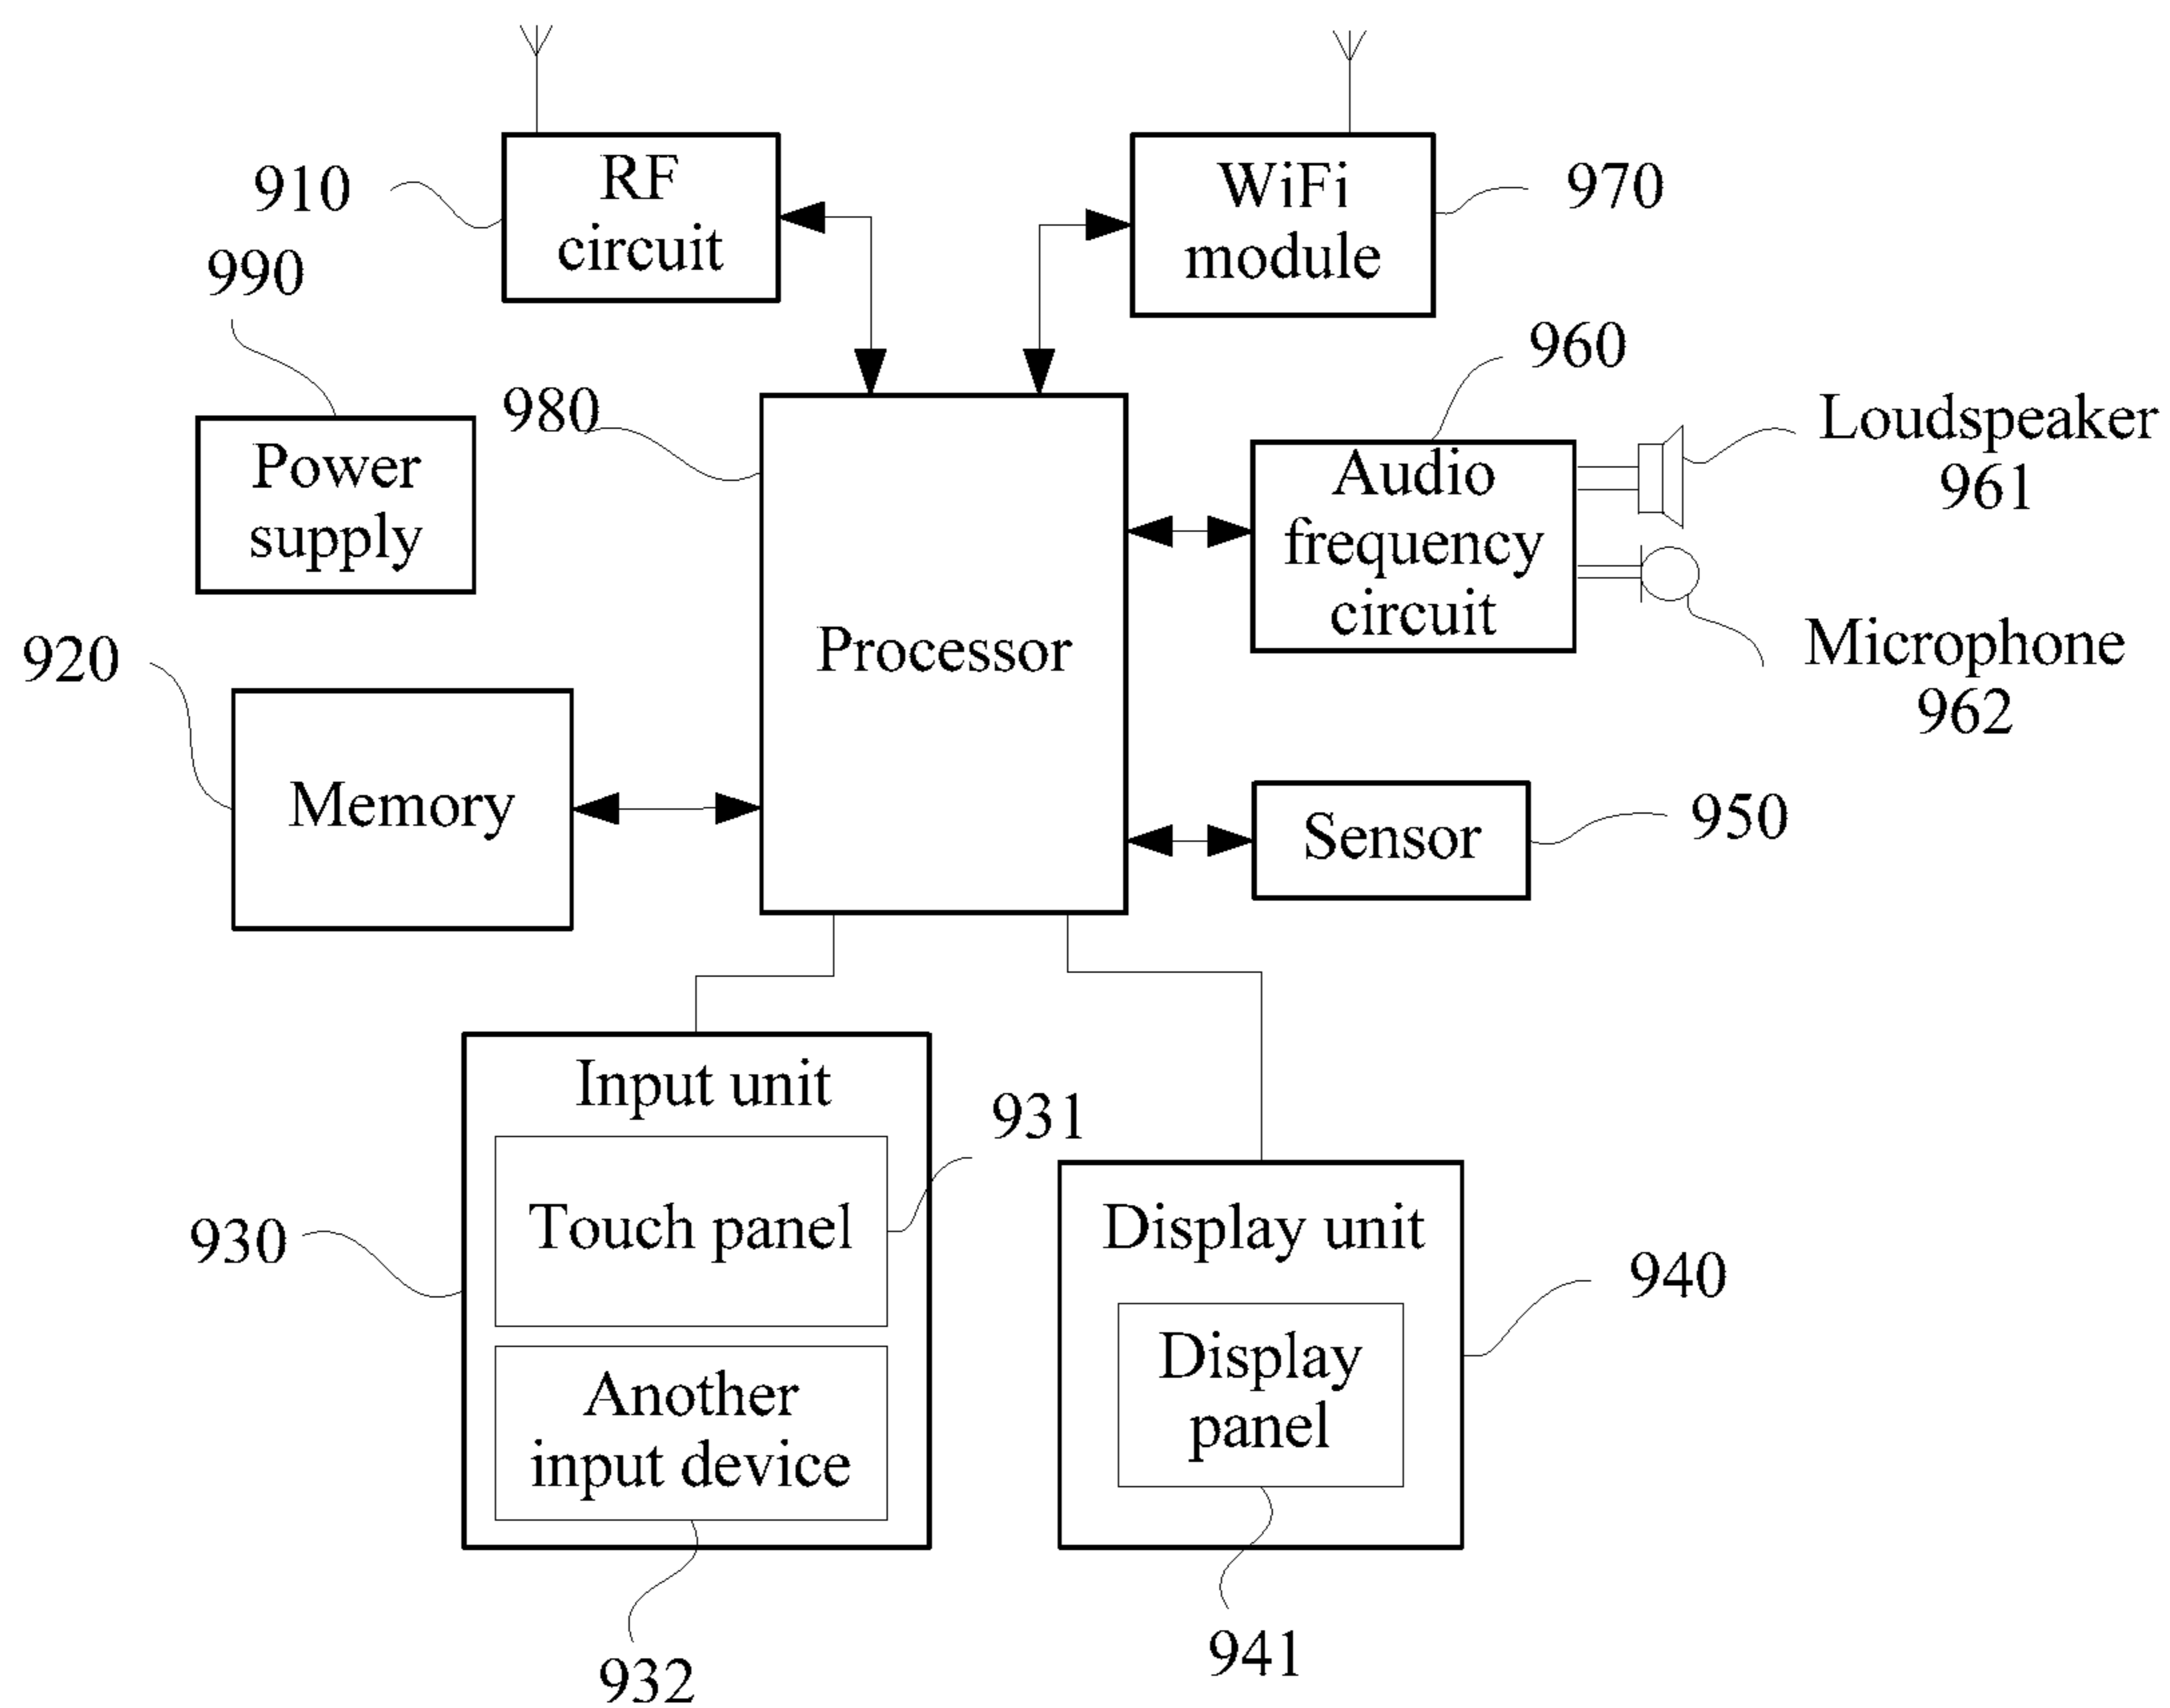 910
RF
circuit
WiFi
module
970
990
Power
supply
980
Processor
960
Audio
frequency
circuit
Loudspeaker
961
Microphone
962
920
Memory
Sensor
950
Input unit
931
Touch panel
930
Another
input device
932
Display unit
940
Display
panel
941